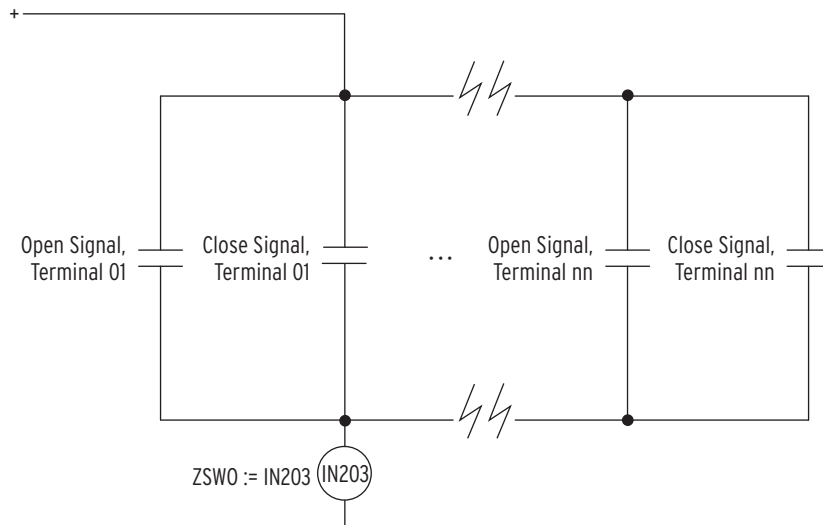 +
Open Signal,
Terminal 01
Close Signal,
Terminal 01
...
Open Signal,
Terminal nn
Close Signal,
Terminal nn
ZSWO := IN203
IN203